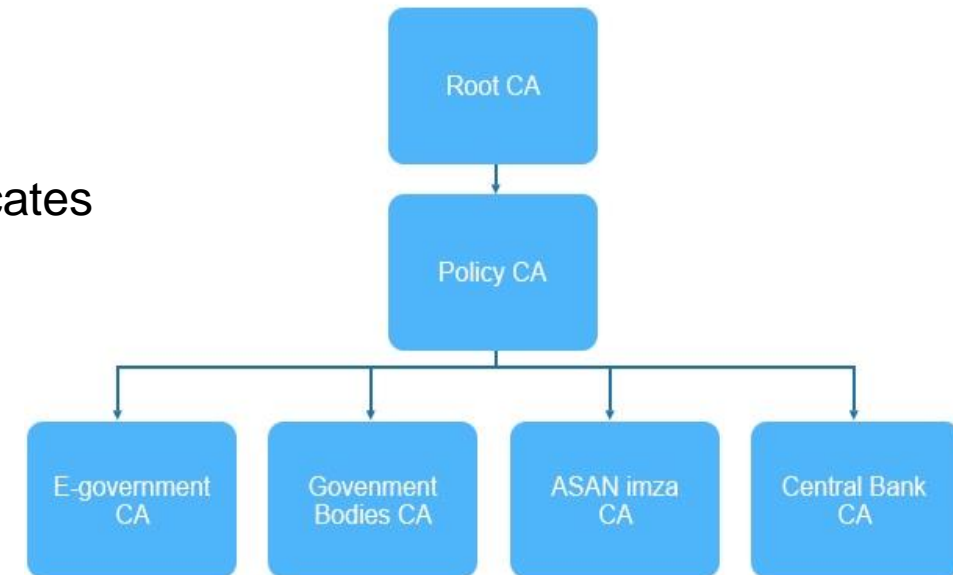 Root CA
cates
Policy CA
E-government
CA
Govenment
Bodies CA
ASAN imza
CA
Central Bank
CA